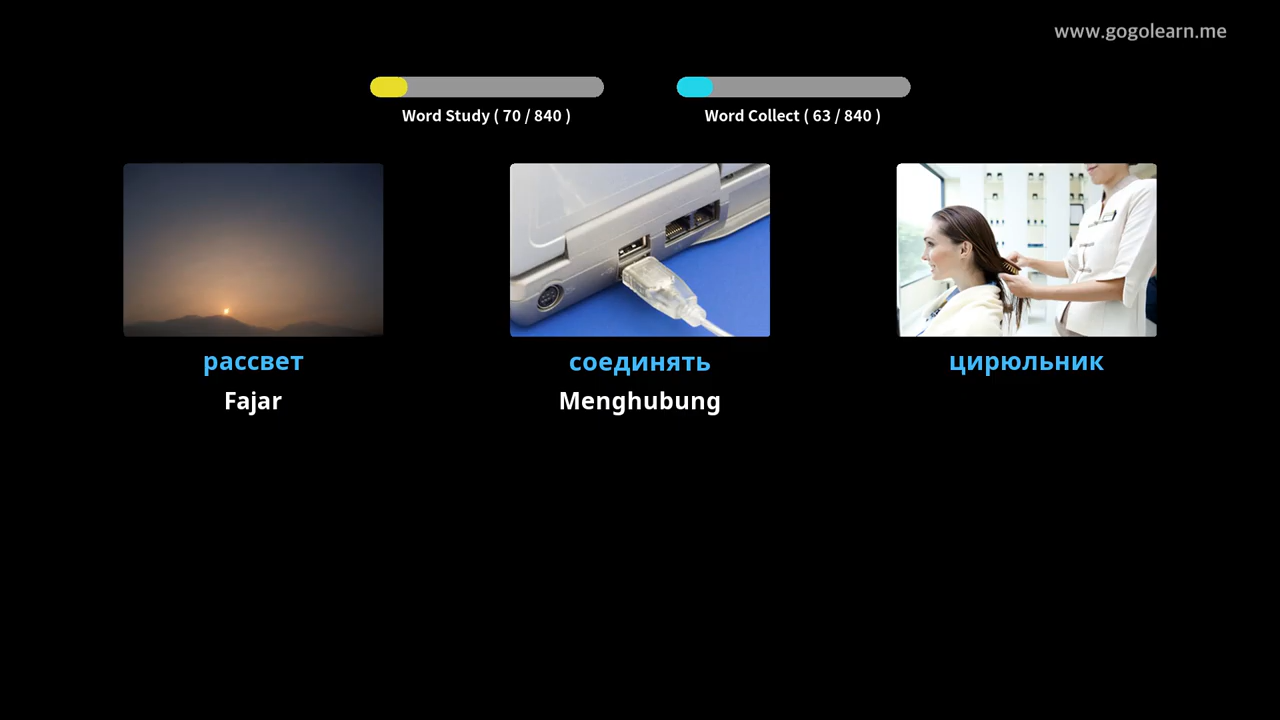 www.gogolearn.me
Word Study ( 70 / 840 )
Word Collect ( 63 / 840 )
рассвет
соединять
цирюльник
Fajar
Menghubung